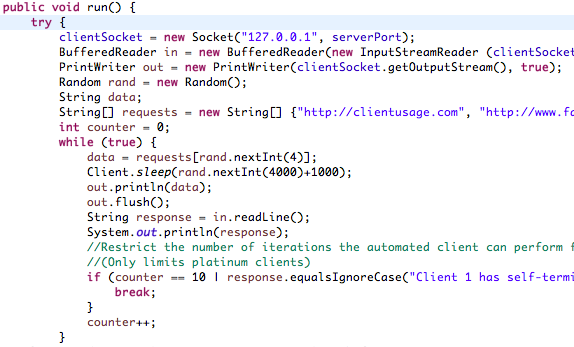 public void run() {
try {
clientSocket = new Socket("127.0.0.1", serverPort);
BufferedReader in = new BufferedReader(new InputStreamReader (clientSocket
PrintWriter out = new PrintWriter(clientSocket.getOutputStream(), true);
Random rand = new Random();
String data;
String[] requests = new String[] {"http://clientusage.com", "http://www.fa
int counter = 0;
while (true) {
data = requests[rand.nextInt(4)];
Client.sleep(rand.nextInt(4000)+1000);
out.println(data);
out.flush();
String response = in.readLine();
System.out.println(response);
//Restrict the number of iterations the automated client can perform f
//(Only limits platinum clients)
if (counter == 10 | response.equalsIgnoreCase("Client 1 has self-termi
break;
}
counter++;
}